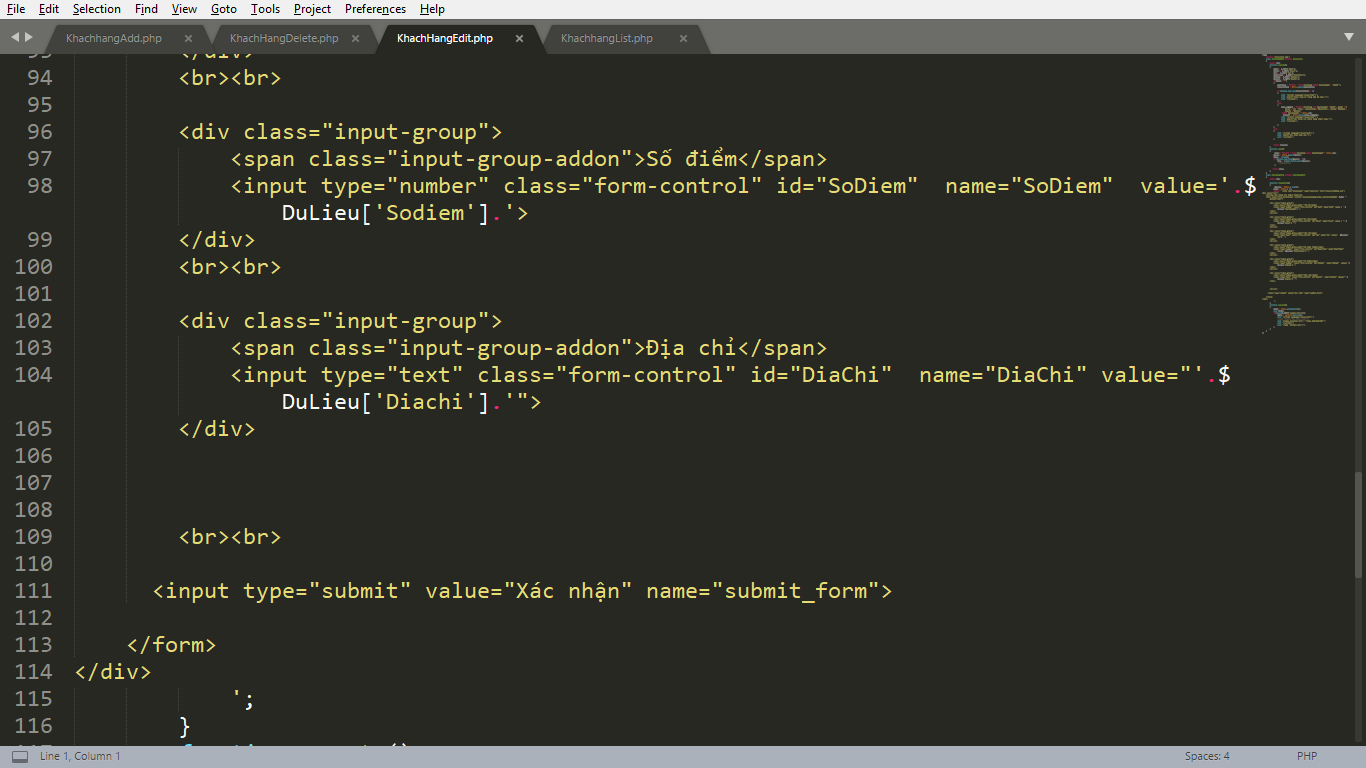 File Edit Selection Find View Goto Tools Project Preferences Help
KhachhangAdd.php × KhachHangDelete.php × KhachHangEdit.php × KhachhangList.php ×
93 </div>
94 <br><br>
95
96 <div class="input-group">
97 <span class="input-group-addon">Số điểm</span>
98 <input type="number" class="form-control" id="SoDiem"  name="SoDiem"  value='.$
DuLieu['Sodiem'].'>
99 </div>
100 <br><br>
101
102 <div class="input-group">
103 <span class="input-group-addon">Địa chỉ</span>
104 <input type="text" class="form-control" id="DiaChi"  name="DiaChi" value="'.$
DuLieu['Diachi'].'">
105 </div>
106
107
108
109 <br><br>
110
111 <input type="submit" value="Xác nhận" name="submit_form">
112
113 </form>
114 </div>
115 ';
116 }
Line 1, Column 1 Spaces: 4 PHP